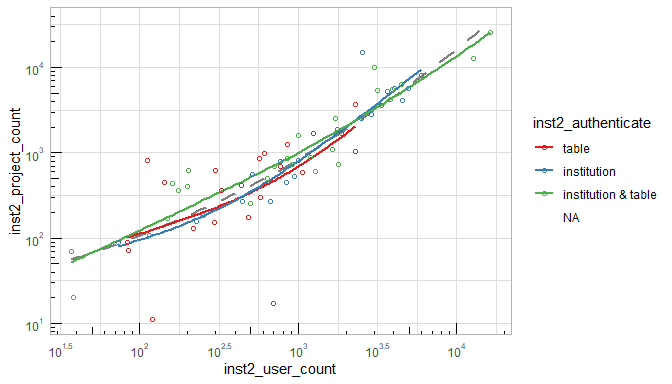 inst2_project_count
10^4
10^3
10^2
10^1
10^1.5
10^2
10^2.5
10^3
10^3.5
10^4
inst2_user_count
inst2_authenticate
table
institution
institution & table
NA